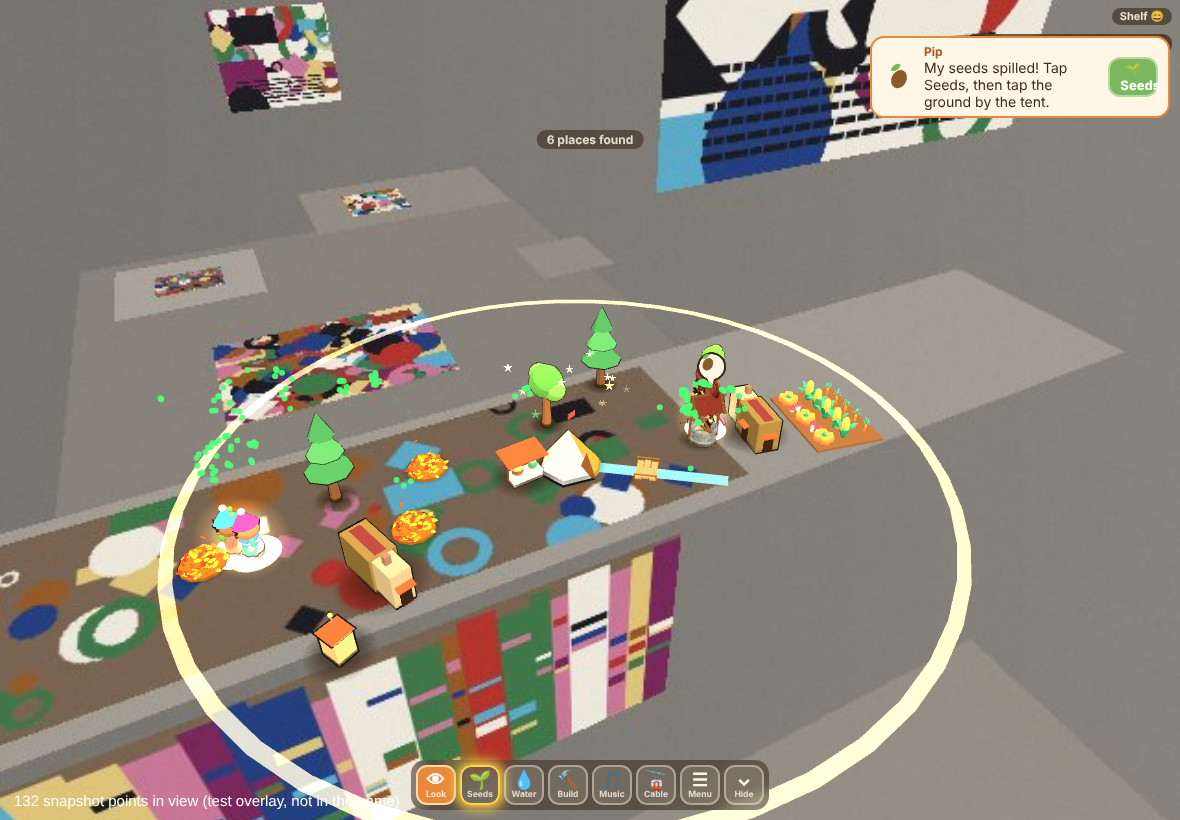 Shelf 😀
Pip
My seeds spilled! Tap
Seeds, then tap the
ground by the tent.
Seeds
6 places found
Look
Seeds
Water
Build
Music
Cable
Menu
Hide
132 snapshot points in view (test overlay, not in the game)